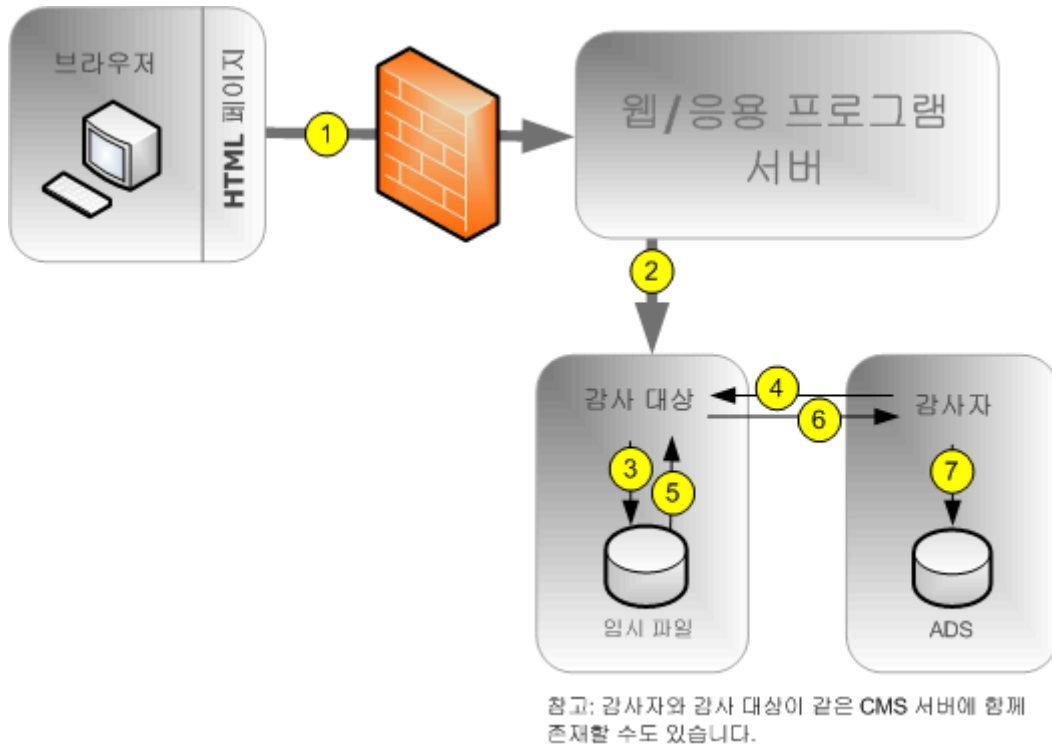 브라우저
HTML 페이지
1
웹/응용 프로그램
서버
2
감사 대상
4
6
감사자
3
5
7
임시 파일
ADS
참고: 감사자와 감사 대상이 같은 CMS 서버에 함께
존재할 수도 있습니다.